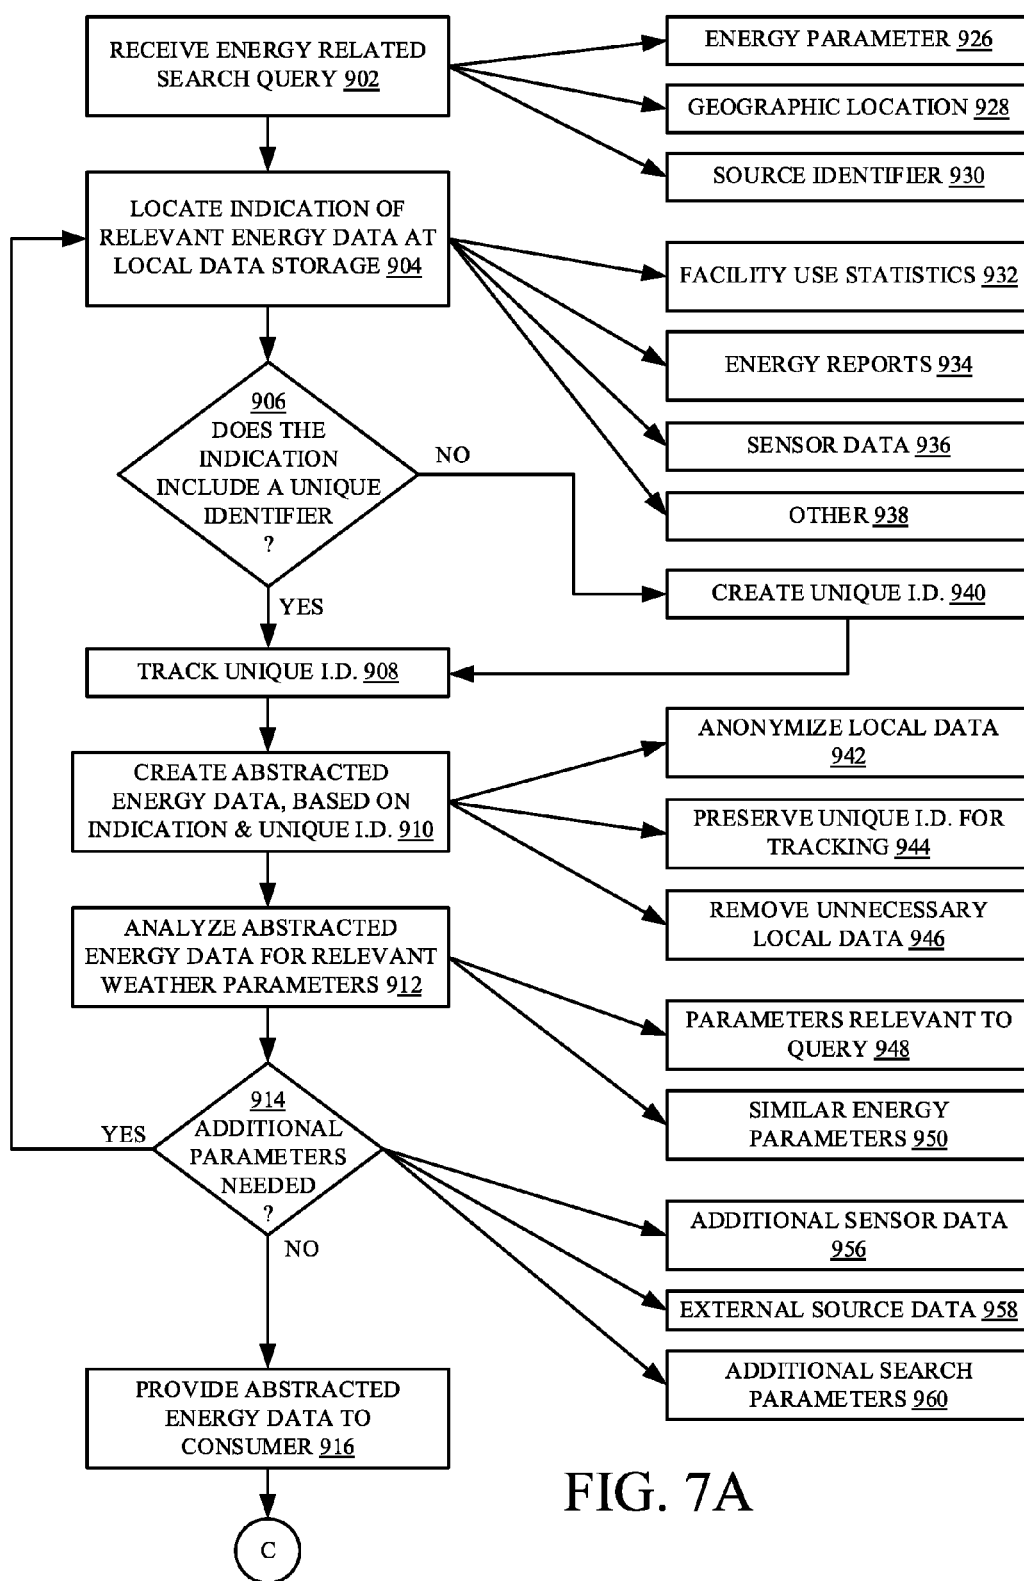 RECEIVE ENERGY RELATED
SEARCH QUERY 902
ENERGY PARAMETER 926
GEOGRAPHIC LOCATION 928
SOURCE IDENTIFIER 930
LOCATE INDICATION OF
RELEVANT ENERGY DATA AT
LOCAL DATA STORAGE 904
FACILITY USE STATISTICS 932
ENERGY REPORTS 934
SENSOR DATA 936
OTHER 938
906
DOES THE
INDICATION
INCLUDE A UNIQUE
IDENTIFIER
?
NO
YES
CREATE UNIQUE I.D. 940
TRACK UNIQUE I.D. 908
CREATE ABSTRACTED
ENERGY DATA, BASED ON
INDICATION & UNIQUE I.D. 910
ANONYMIZE LOCAL DATA
942
PRESERVE UNIQUE I.D. FOR
TRACKING 944
REMOVE UNNECESSARY
LOCAL DATA 946
ANALYZE ABSTRACTED
ENERGY DATA FOR RELEVANT
WEATHER PARAMETERS 912
PARAMETERS RELEVANT TO
QUERY 948
SIMILAR ENERGY
PARAMETERS 950
914
ADDITIONAL
PARAMETERS
NEEDED
?
YES
NO
ADDITIONAL SENSOR DATA
956
EXTERNAL SOURCE DATA 958
ADDITIONAL SEARCH
PARAMETERS 960
PROVIDE ABSTRACTED
ENERGY DATA TO
CONSUMER 916
C
FIG. 7A